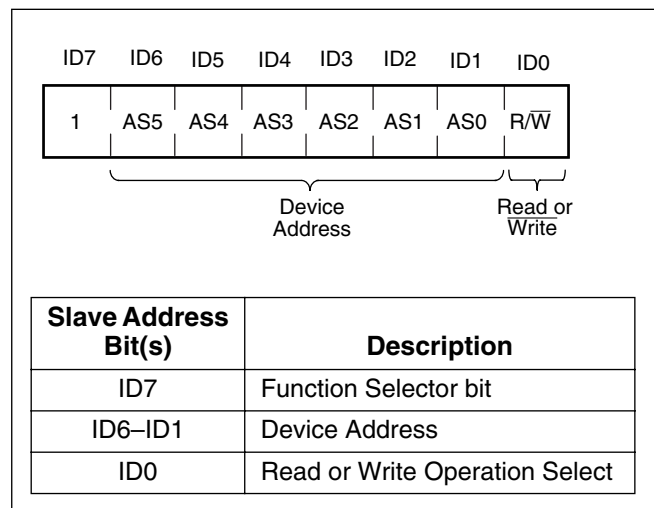 ID7 ID6 ID5 ID4 ID3 ID2 ID1 ID0
1 AS5 AS4 AS3 AS2 AS1 AS0 R/W̅
Device Address
Read or W̅r̅i̅t̅e̅
Slave Address Bit(s) Description
ID7 Function Selector bit
ID6–ID1 Device Address
ID0 Read or Write Operation Select